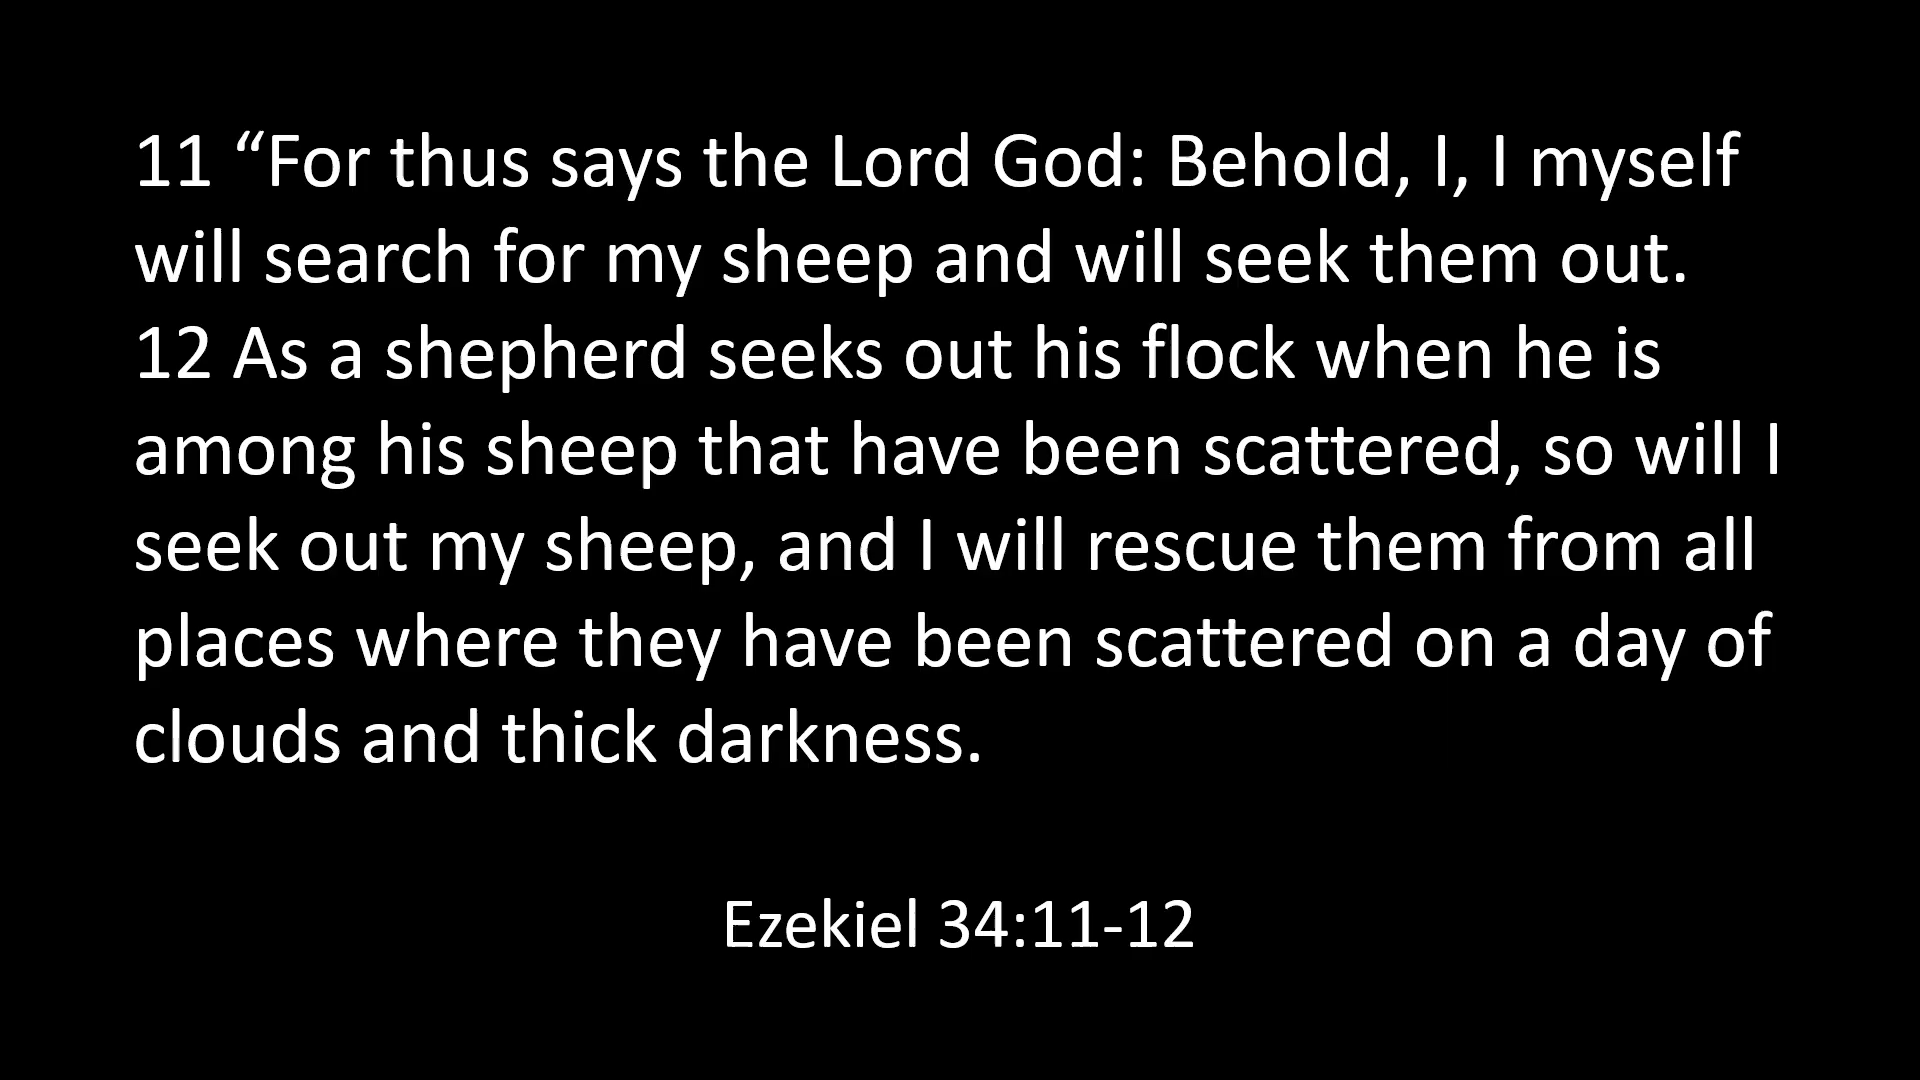 11 “For thus says the Lord God: Behold, I, I myself
will search for my sheep and will seek them out.
12 As a shepherd seeks out his flock when he is
among his sheep that have been scattered, so will I
seek out my sheep, and I will rescue them from all
places where they have been scattered on a day of
clouds and thick darkness.
Ezekiel 34:11-12